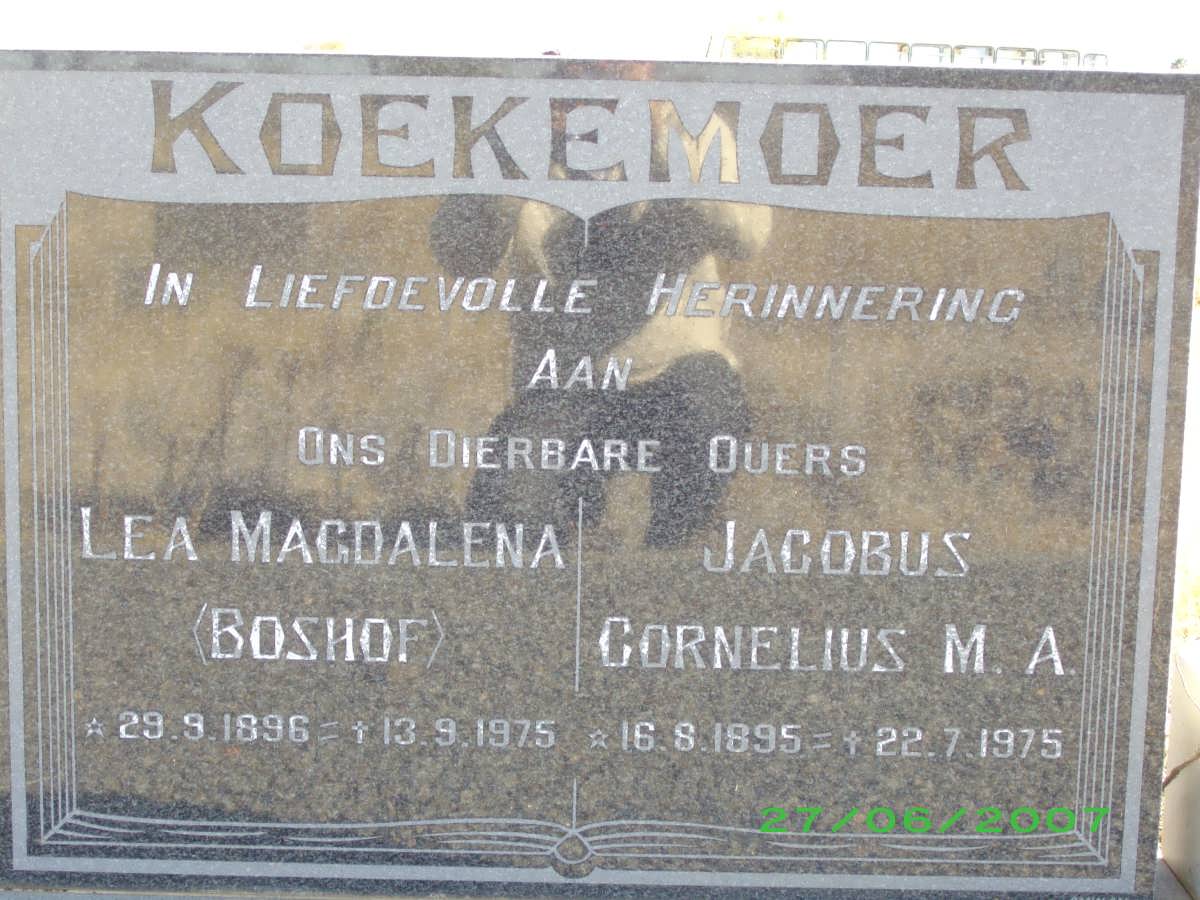 KOEKEMOER
IN LIEFDEVOLLE HERINNERING
AAN
ONS DIERBARE OUERS
LEA MAGDALENA
(BOSHOF)
☆ 29.9.1896 = † 13.9.1975
JACOBUS
CORNELIUS M. A.
☆ 16.8.1895 = † 22.7.1975
27/06/2007